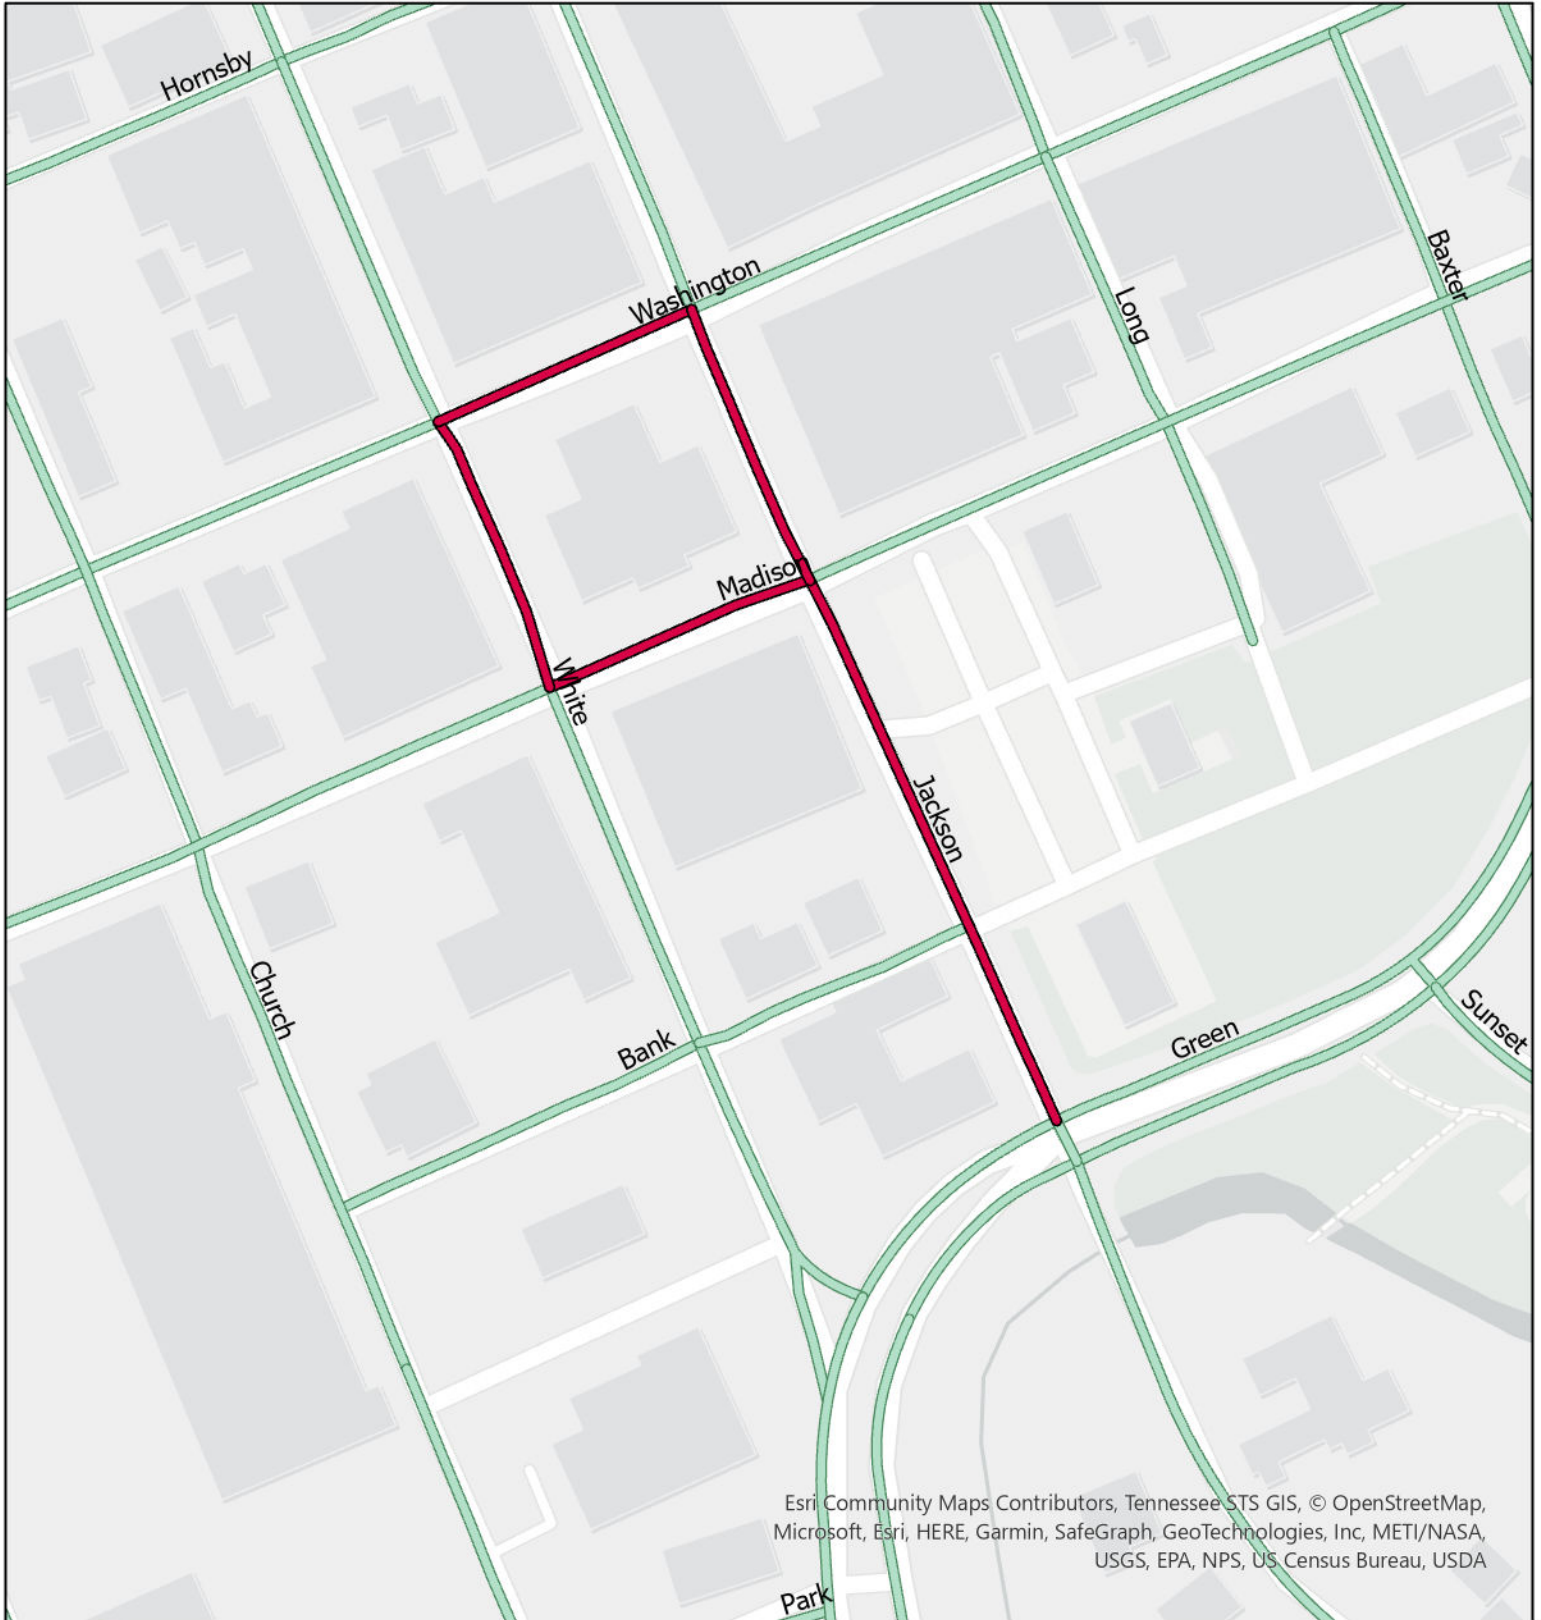 Hornsby
Washington
Baxter
Long
Madiso
White
Jackson
Church
Sunset
Green
Bank
Esri Community Maps Contributors, Tennessee STS GIS, © OpenStreetMap,
Microsoft, Esri, HERE, Garmin, SafeGraph, GeoTechnologies, Inc, METI/NASA,
USGS, EPA, NPS, US Census Bureau, USDA
Park